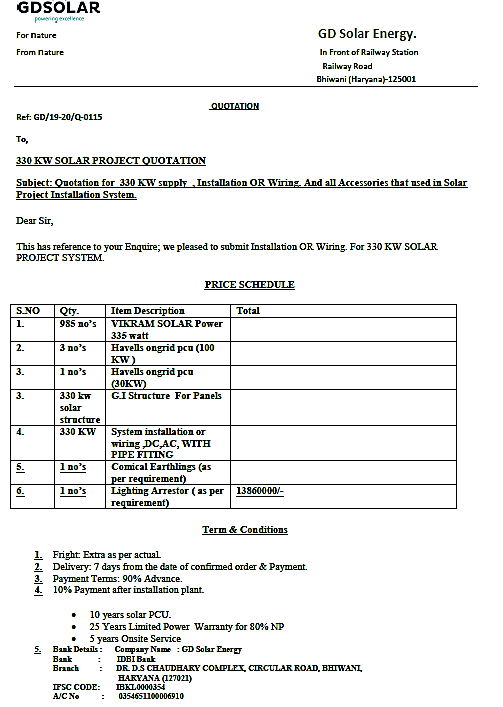 GDSOLAR
powering excellence
For nature
From Nature
GD Solar Energy.
In Front of Railway Station
Railway Road
Bhiwani (Haryana)-125001
QUOTATION
Ref: GD/19-20/Q-0115
To,
330 KW SOLAR PROJECT QUOTATION
Subject: Quotation for 330 KW supply , Installation OR Wiring. And all Accessories that used in Solar
Project Installation System.
Dear Sir,
This has reference to your Enquire; we pleased to submit Installation OR Wiring. For 330 KW SOLAR
PROJECT SYSTEM.
PRICE SCHEDULE
S.NO Qty. Item Description Total
1. 985 no's VIKRAM SOLAR Power
335 watt
2. 3 no's Havells ongrid pcu (100
KW )
3. 1 no's Havells ongrid pcu
(30KW)
3. 330 kw G.I Structure For Panels
solar
structure
4. 330 KW System installation or
wiring ,DC,AC, WITH
PIPE FITING
5. 1 no's Comical Earthlings (as
per requirement)
6. 1 no's Lighting Arrestor ( as per 13860000/-
requirement)
Term & Conditions
1. Fright: Extra as per actual.
2. Delivery: 7 days from the date of confirmed order & Payment.
3. Payment Terms: 90% Advance.
4. 10% Payment after installation plant.
• 10 years solar PCU.
• 25 Years Limited Power Warranty for 80% NP
• 5 years Onsite Service
5. Bank Details : Company Name : GD Solar Energy
Bank : IDBI Bank
Branch : DR. D.S CHAUDHARY COMPLEX, CIRCULAR ROAD, BHIWANI,
HARYANA (127021)
IFSC CODE: IBKL0000354
A/C No : 0354651100006910